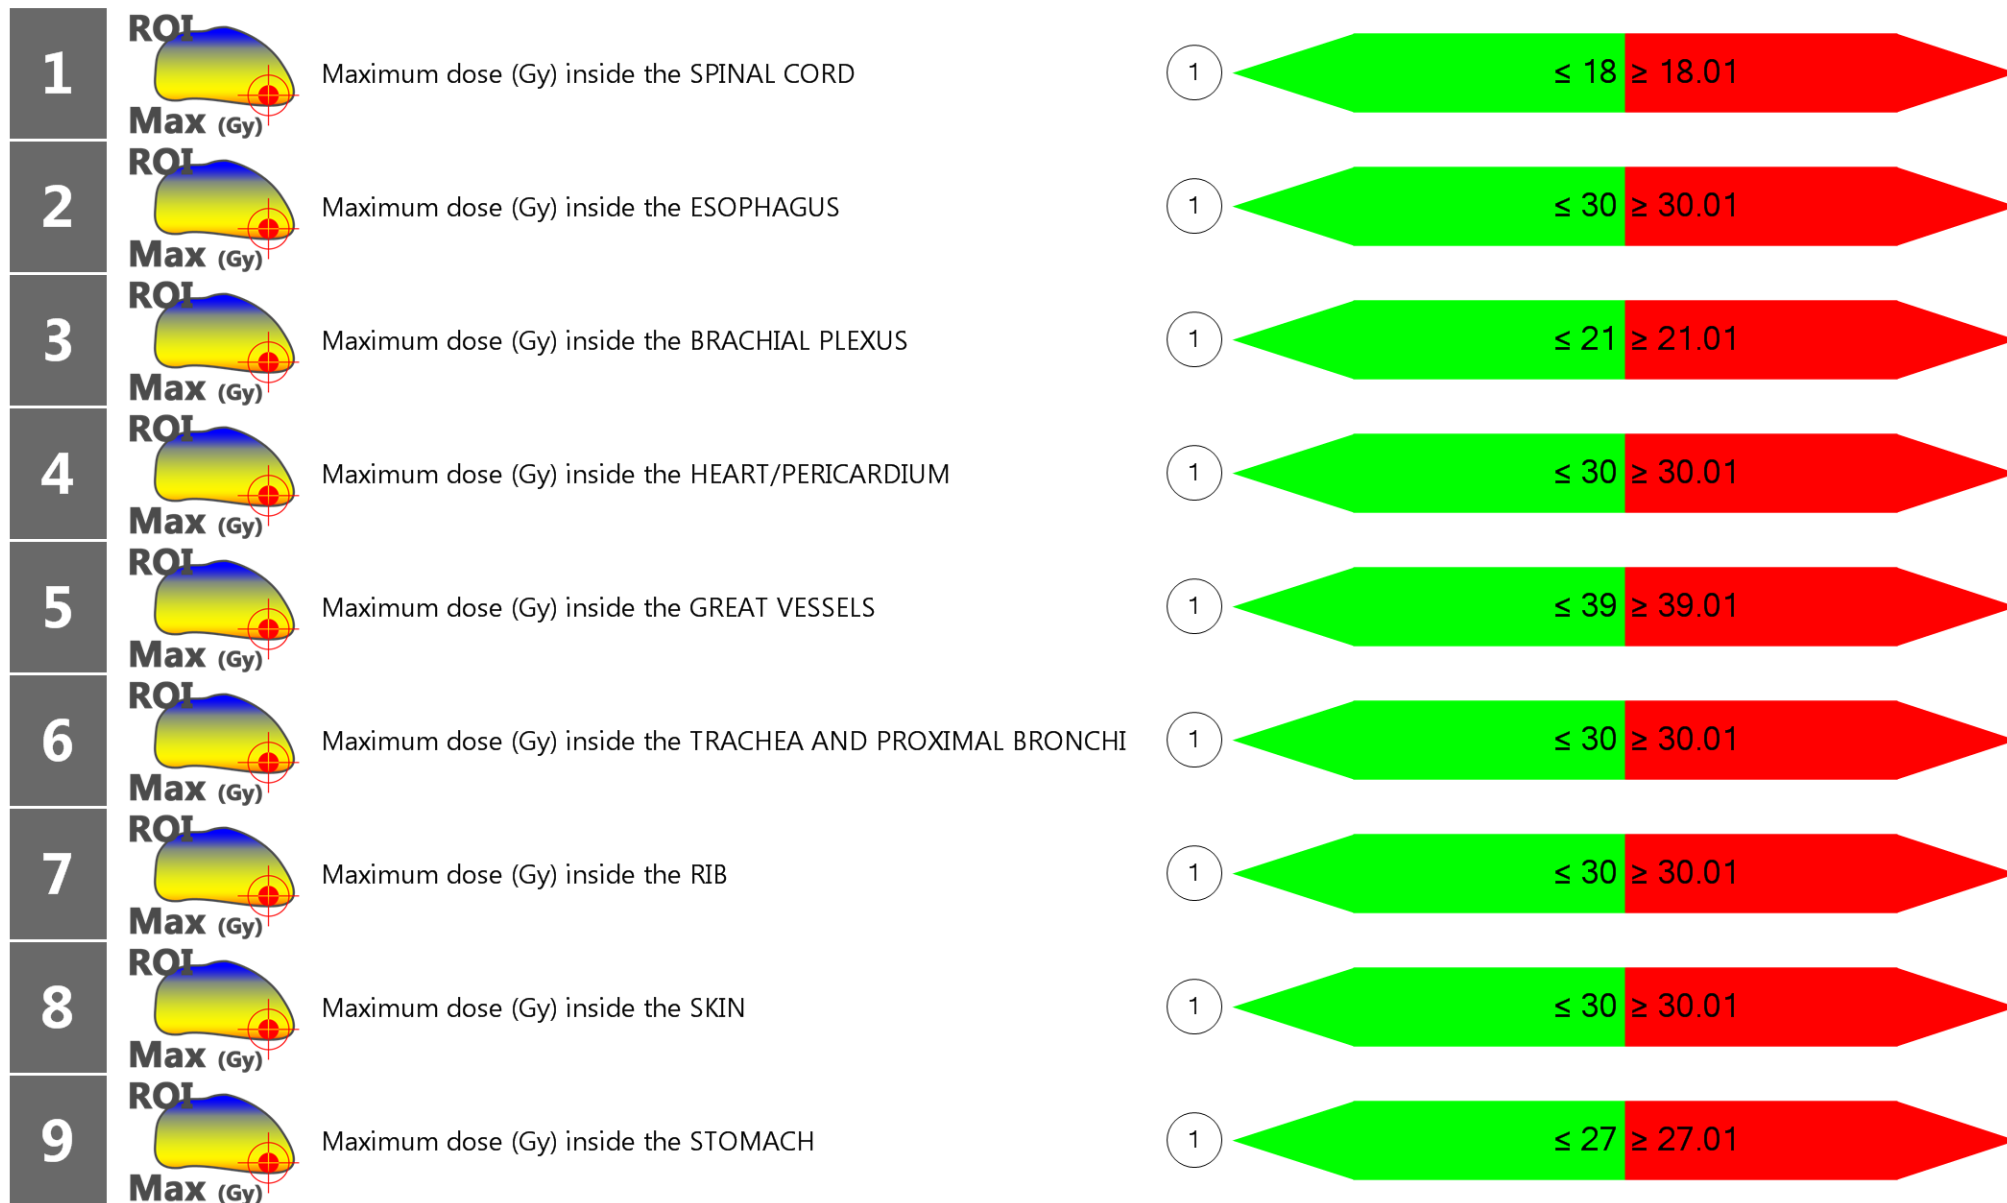 1 ROI Max (Gy) Maximum dose (Gy) inside the SPINAL CORD 1 ≤ 18 ≥ 18.01
2 ROI Max (Gy) Maximum dose (Gy) inside the ESOPHAGUS 1 ≤ 30 ≥ 30.01
3 ROI Max (Gy) Maximum dose (Gy) inside the BRACHIAL PLEXUS 1 ≤ 21 ≥ 21.01
4 ROI Max (Gy) Maximum dose (Gy) inside the HEART/PERICARDIUM 1 ≤ 30 ≥ 30.01
5 ROI Max (Gy) Maximum dose (Gy) inside the GREAT VESSELS 1 ≤ 39 ≥ 39.01
6 ROI Max (Gy) Maximum dose (Gy) inside the TRACHEA AND PROXIMAL BRONCHI 1 ≤ 30 ≥ 30.01
7 ROI Max (Gy) Maximum dose (Gy) inside the RIB 1 ≤ 30 ≥ 30.01
8 ROI Max (Gy) Maximum dose (Gy) inside the SKIN 1 ≤ 30 ≥ 30.01
9 ROI Max (Gy) Maximum dose (Gy) inside the STOMACH 1 ≤ 27 ≥ 27.01